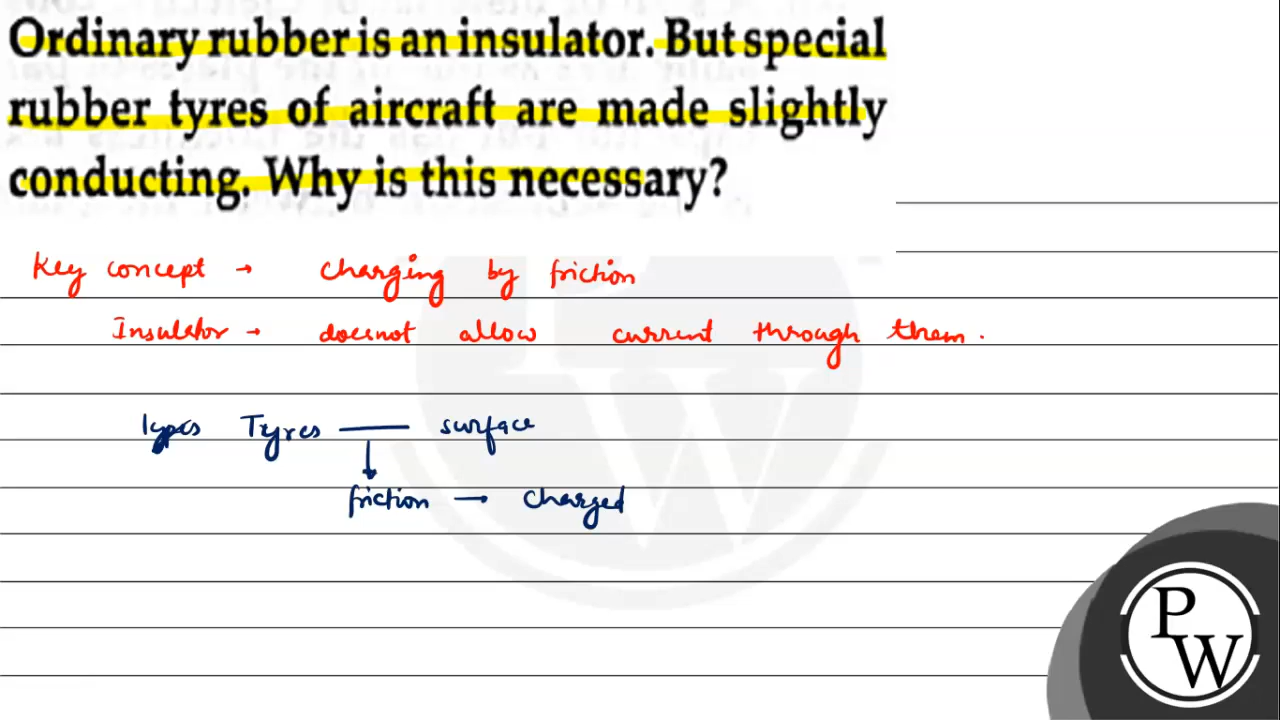 Ordinary rubber is an insulator. But special
rubber tyres of aircraft are made slightly
conducting. Why is this necessary?
Key concept → charging by friction
Insulator → doesnot allow current through them.
Tyres — surface
↓
friction → charged
PW